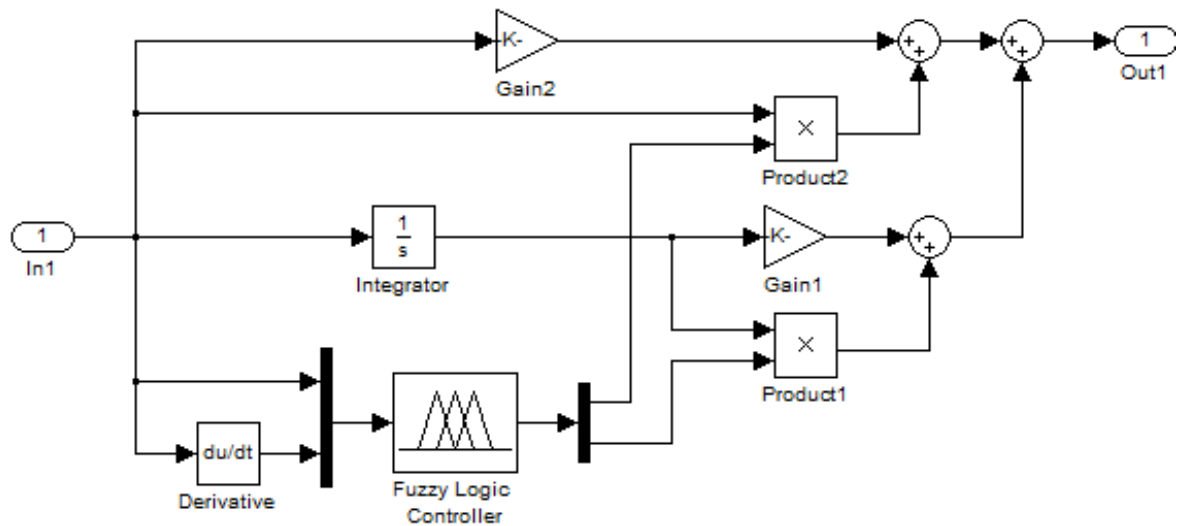 K-
+
+
+
+
1
Out1
Gain2
×
Product2
1
In1
1
s
Integrator
K-
Gain1
+
+
×
Product1
du/dt
Derivative
Fuzzy Logic
Controller